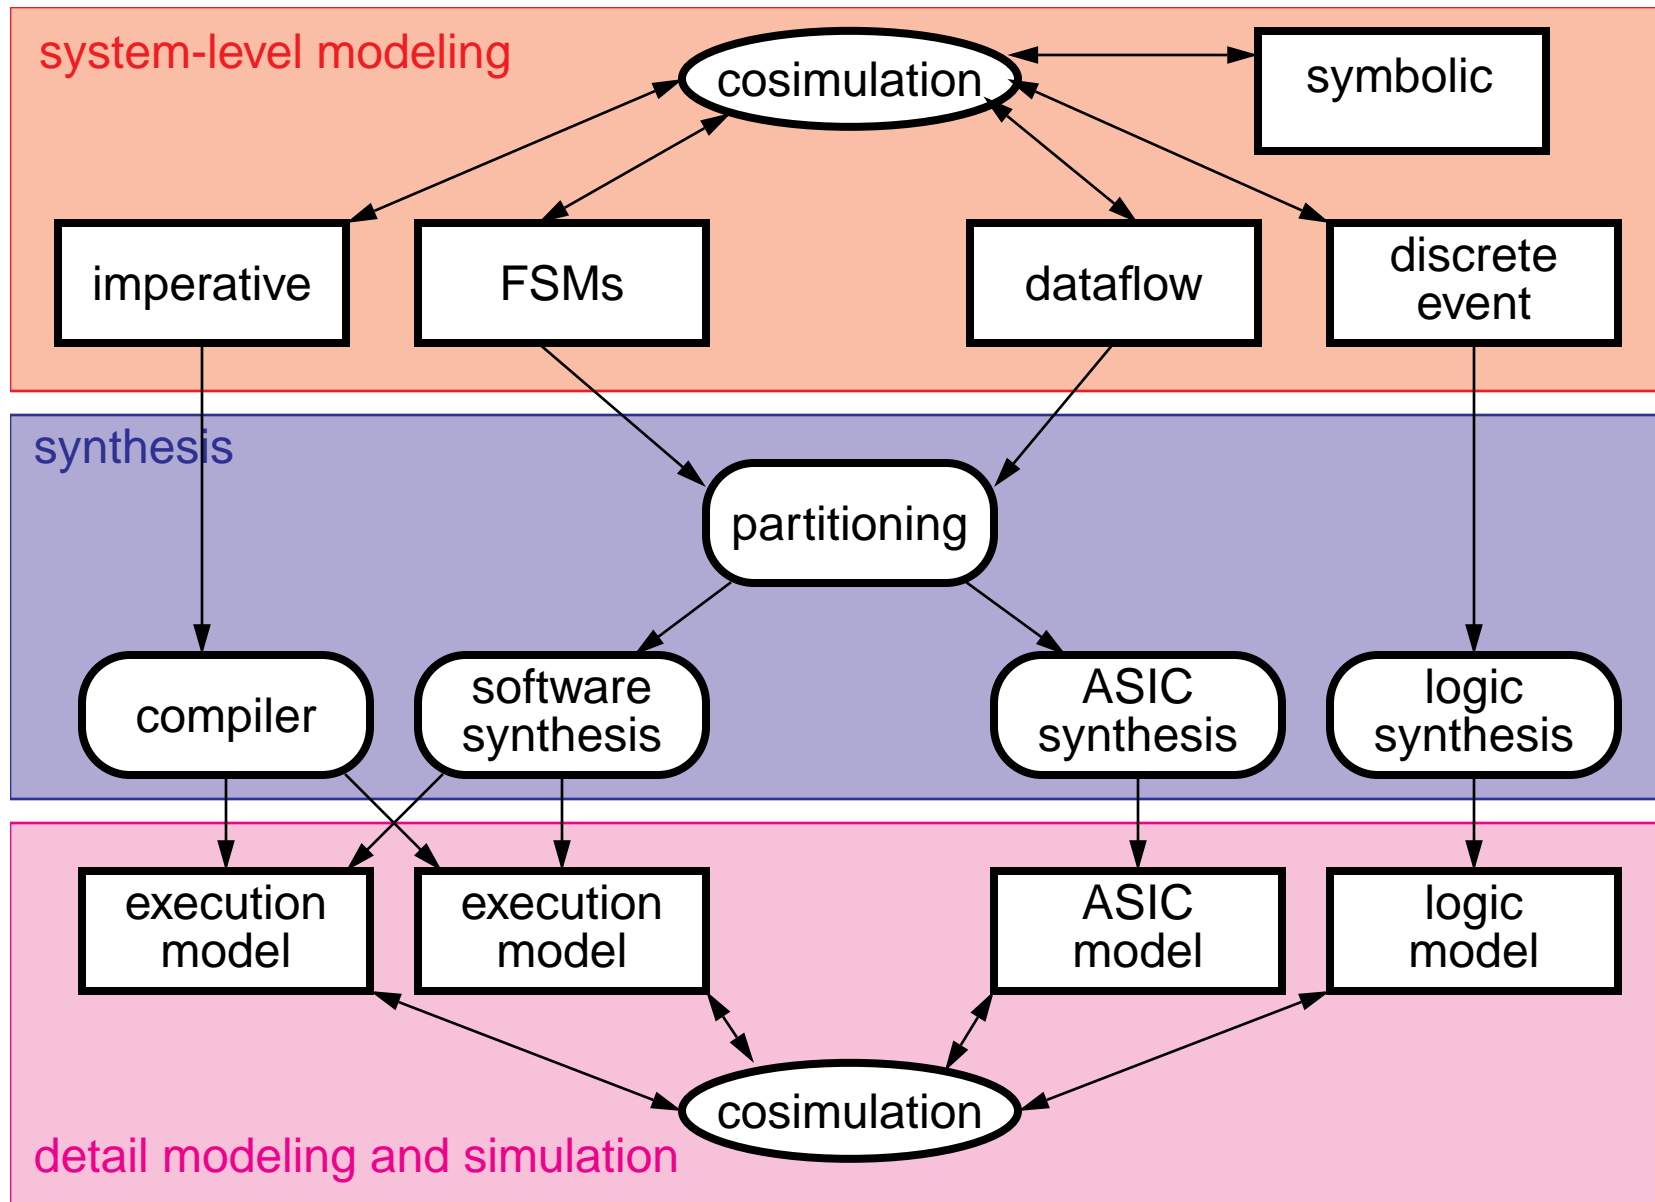 system-level modeling
cosimulation
symbolic
imperative
FSMs
dataflow
discrete
event
synthesis
partitioning
compiler
software
synthesis
ASIC
synthesis
logic
synthesis
execution
model
execution
model
ASIC
model
logic
model
cosimulation
detail modeling and simulation